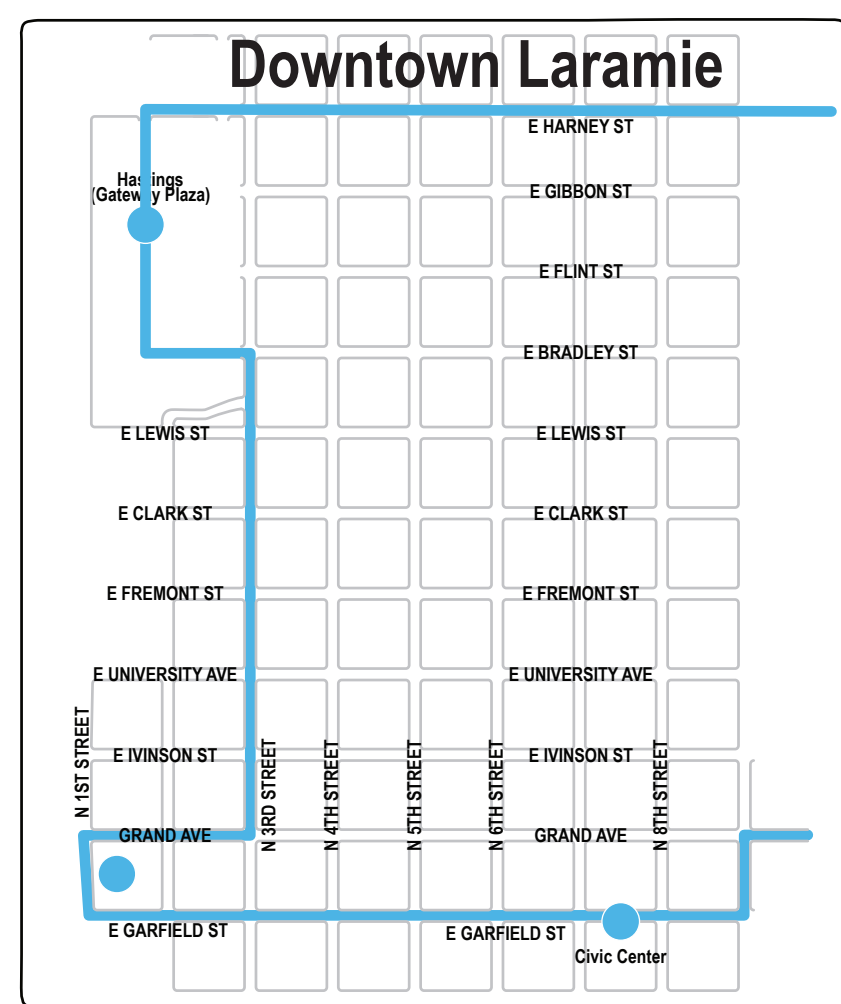 Downtown Laramie
E HARNEY ST
Hastings
(Gateway Plaza)
E GIBBON ST
E FLINT ST
E BRADLEY ST
E LEWIS ST
E LEWIS ST
E CLARK ST
E CLARK ST
E FREMONT ST
E FREMONT ST
E UNIVERSITY AVE
E UNIVERSITY AVE
N 1ST STREET
E IVINSON ST
E IVINSON ST
N 3RD STREET
N 4TH STREET
N 5TH STREET
N 6TH STREET
N 8TH STREET
GRAND AVE
GRAND AVE
E GARFIELD ST
E GARFIELD ST
Civic Center